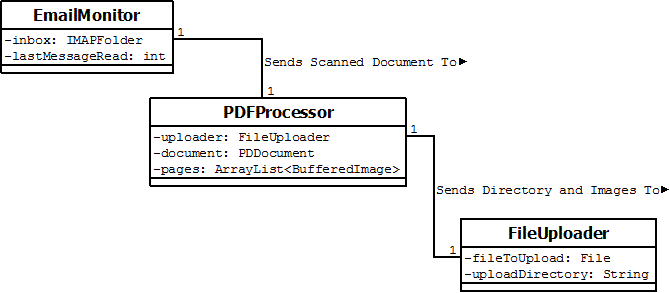 EmailMonitor
-inbox: IMAPFolder
-lastMessageRead: int
1
Sends Scanned Document To▶
1
PDFProcessor
-uploader: FileUploader
-document: PDDocument
-pages: ArrayList<BufferedImage>
1
Sends Directory and Images To▶
1
FileUploader
-fileToUpload: File
-uploadDirectory: String